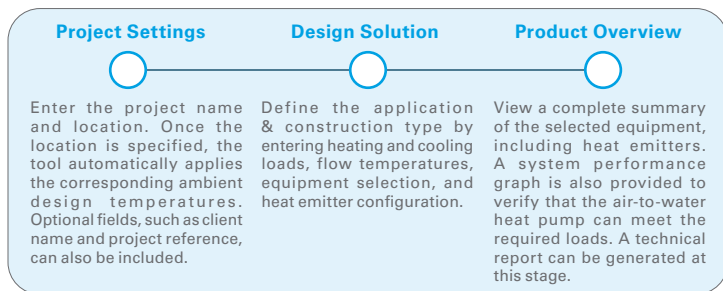 Project Settings
Enter the project name
and location. Once the
location is specified, the
tool automatically applies
the corresponding ambient
design temperatures.
Optional fields, such as client
name and project reference,
can also be included.
Design Solution
Define the application
& construction type by
entering heating and cooling
loads, flow temperatures,
equipment selection, and
heat emitter configuration.
Product Overview
View a complete summary
of the selected equipment,
including heat emitters.
A system performance
graph is also provided to
verify that the air-to-water
heat pump can meet the
required loads. A technical
report can be generated at
this stage.